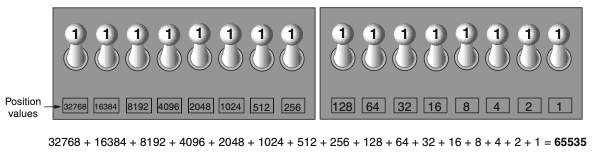 1 1 1 1 1 1 1 1 1 1 1 1 1 1 1 1
Position values
32768 16384 8192 4096 2048 1024 512 256 128 64 32 16 8 4 2 1
32768 + 16384 + 8192 + 4096 + 2048 + 1024 + 512 + 256 + 128 + 64 + 32 + 16 + 8 + 4 + 2 + 1 = 65535